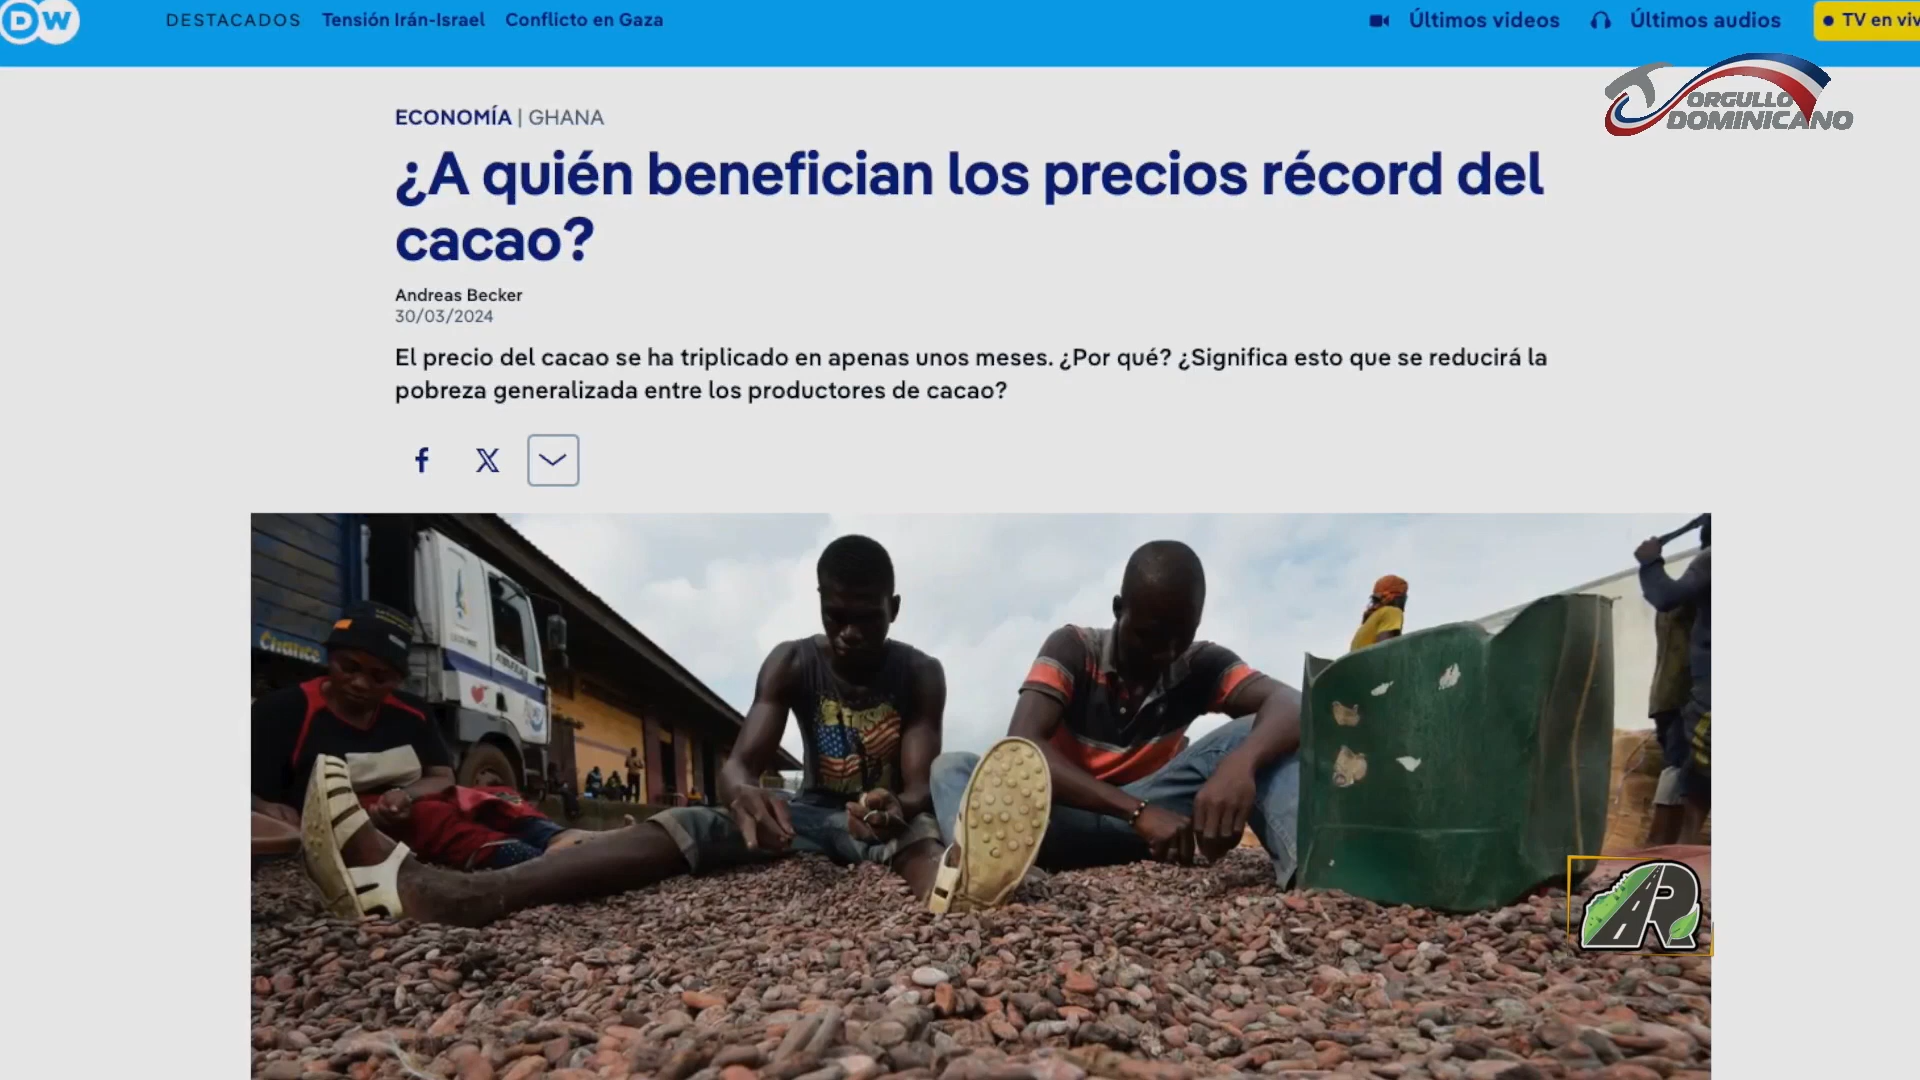 DW
DESTACADOS Tensión Irán-Israel Conflicto en Gaza Últimos videos Últimos audios TV en viv
ORGULLO
DOMINICANO
ECONOMÍA | GHANA
¿A quién benefician los precios récord del
cacao?
Andreas Becker
30/03/2024
El precio del cacao se ha triplicado en apenas unos meses. ¿Por qué? ¿Significa esto que se reducirá la
pobreza generalizada entre los productores de cacao?
f X
Chance
AR